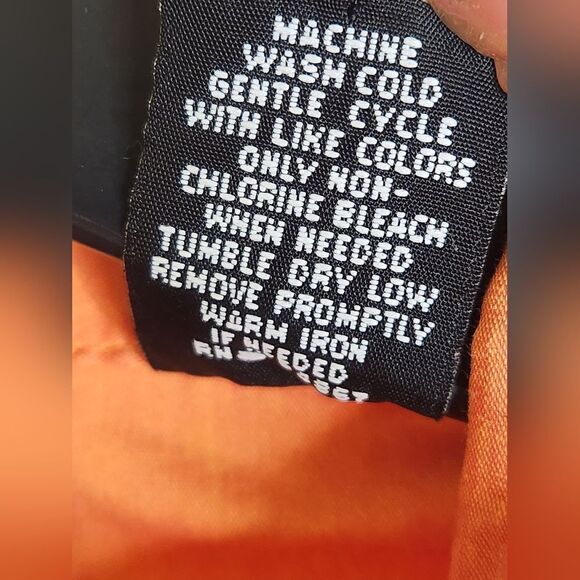 MACHINE
WASH COLD
GENTLE CYCLE
WITH LIKE COLORS
ONLY NON-
CHLORINE BLEACH
WHEN NEEDED
TUMBLE DRY LOW
REMOVE PROMPTLY
WARM IRON
IF NEEDED
RN